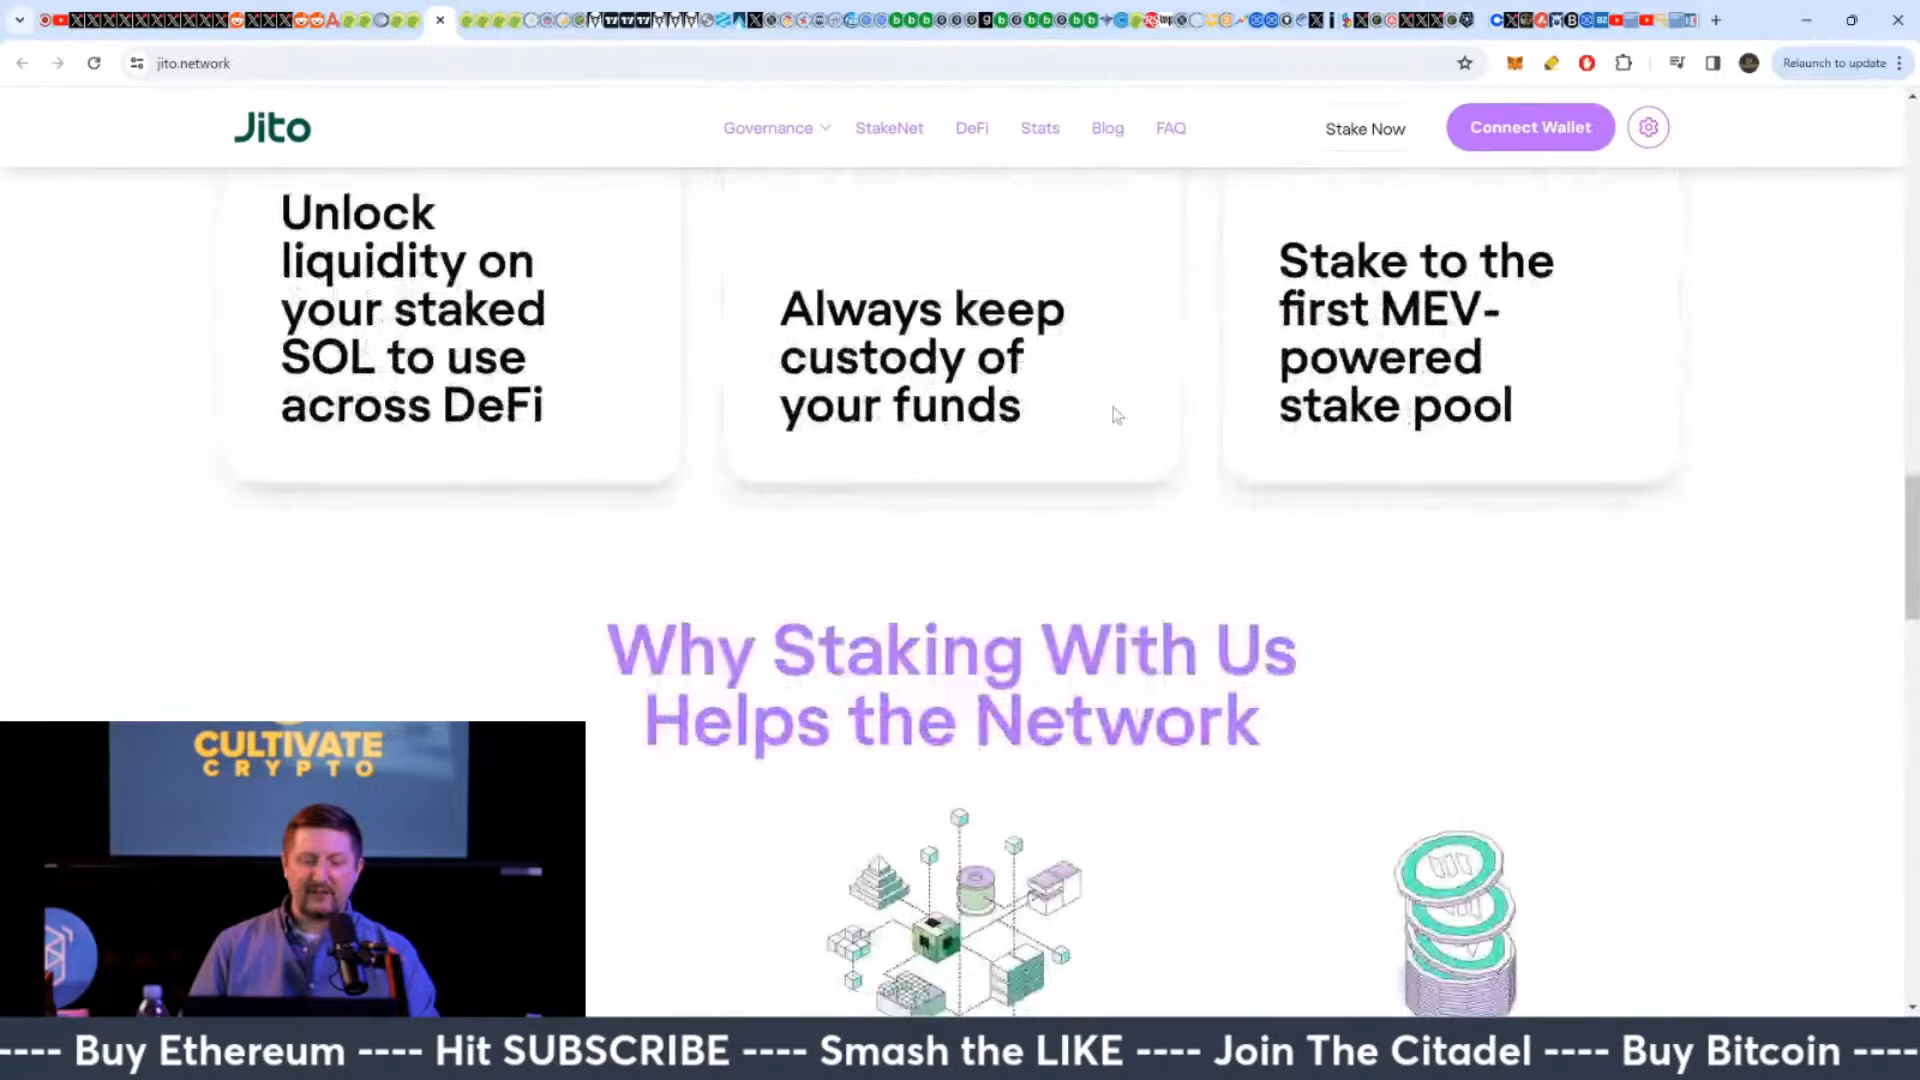 jito.network
Relaunch to update
Jito
Governance
StakeNet
DeFi
Stats
Blog
FAQ
Stake Now
Connect Wallet
Unlock
liquidity on
your staked
SOL to use
across DeFi
Always keep
custody of
your funds
Stake to the
first MEV-
powered
stake pool
Why Staking With Us
Helps the Network
CULTIVATE
CRYPTO
---- Buy Ethereum ---- Hit SUBSCRIBE ---- Smash the LIKE ---- Join The Citadel ---- Buy Bitcoin ----